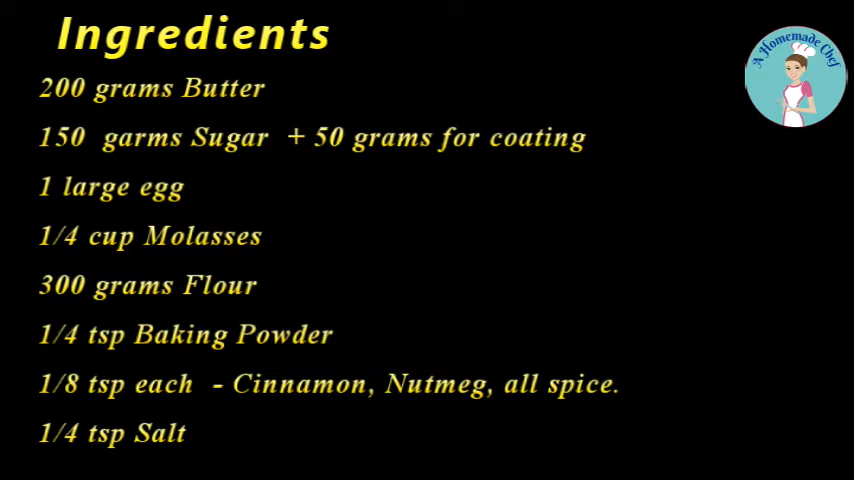 Ingredients
A Homemade Chef
200 grams Butter
150 garms Sugar + 50 grams for coating
1 large egg
1/4 cup Molasses
300 grams Flour
1/4 tsp Baking Powder
1/8 tsp each - Cinnamon, Nutmeg, all spice.
1/4 tsp Salt